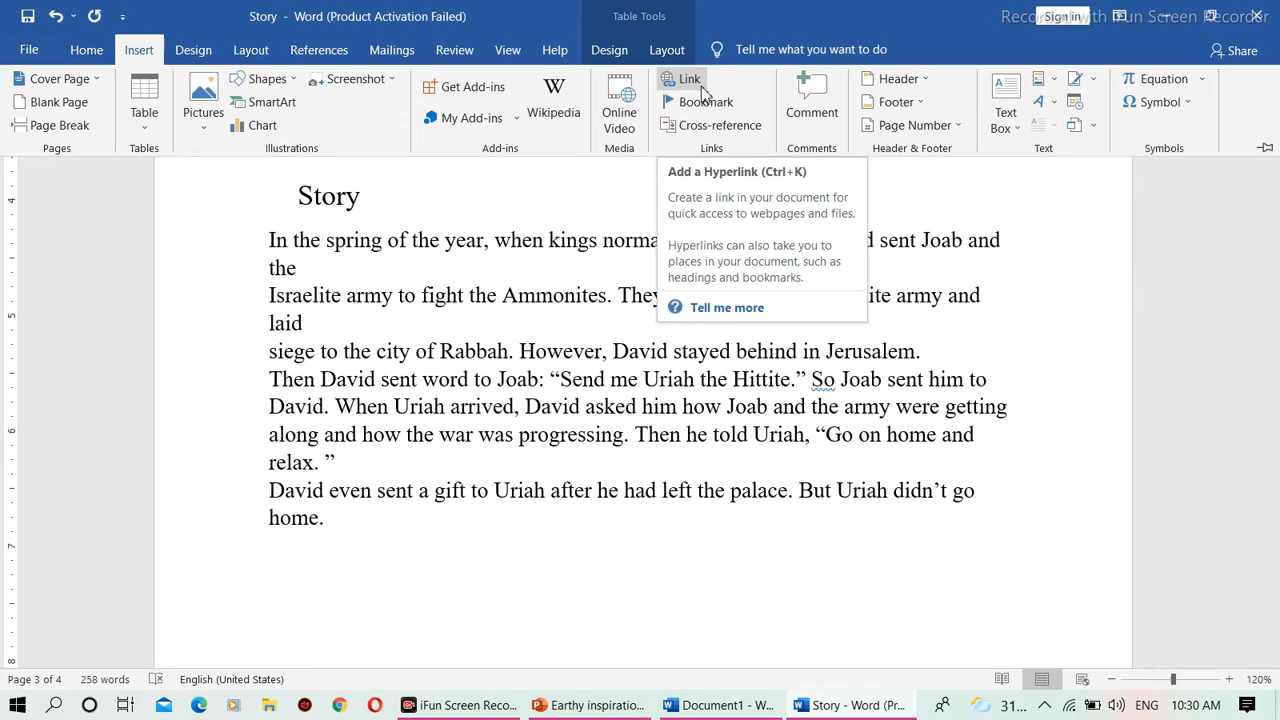 Story - Word (Product Activation Failed)
Table Tools
Sign in
Recorded with iFun Screen Recorder
File Home Insert Design Layout References Mailings Review View Help Design Layout Tell me what you want to do Share
Cover Page
Blank Page
Page Break
Pages
Table
Tables
Pictures
Shapes
SmartArt
Chart
Screenshot
Illustrations
Get Add-ins
My Add-ins
W
Wikipedia
Add-ins
Online
Video
Media
Link
Bookmark
Cross-reference
Links
Comment
Comments
Header
Footer
Page Number
Header & Footer
Text
Box
Text
Equation
Symbol
Symbols
Add a Hyperlink (Ctrl+K)
Create a link in your document for
quick access to webpages and files.
Hyperlinks can also take you to
places in your document, such as
headings and bookmarks.
Tell me more
Story
In the spring of the year, when kings norma d sent Joab and
the
Israelite army to fight the Ammonites. They ite army and
laid
siege to the city of Rabbah. However, David stayed behind in Jerusalem.
Then David sent word to Joab: “Send me Uriah the Hittite.” So Joab sent him to
David. When Uriah arrived, David asked him how Joab and the army were getting
along and how the war was progressing. Then he told Uriah, “Go on home and
relax. ”
David even sent a gift to Uriah after he had left the palace. But Uriah didn’t go
home.
4
5
6
7
8
Page 3 of 4 258 words English (United States) 120%
iFun Screen Reco... Earthy inspiratio... Document1 - W... Story - Word (Pr... 31... 10:30 AM